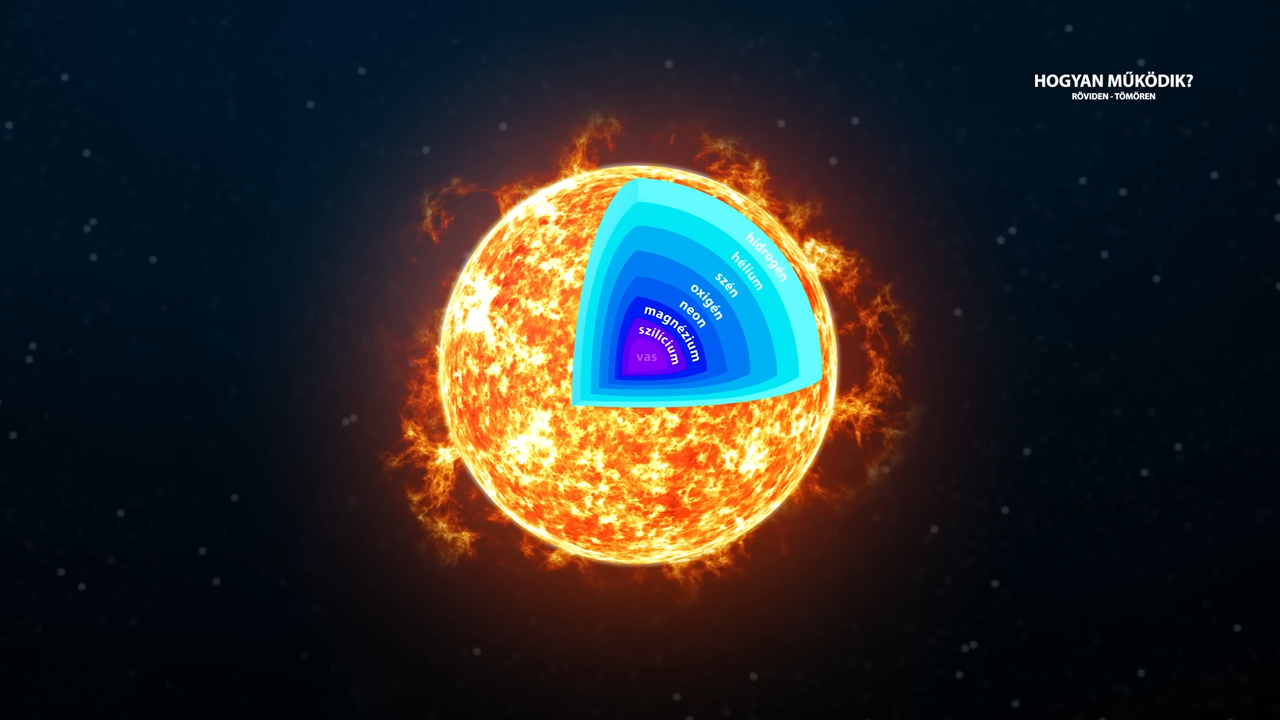 HOGYAN MŰKÖDIK?
RÖVIDEN - TÖMÖREN
hidrogén
hélium
szén
oxigén
neon
magnézium
szilícium
vas